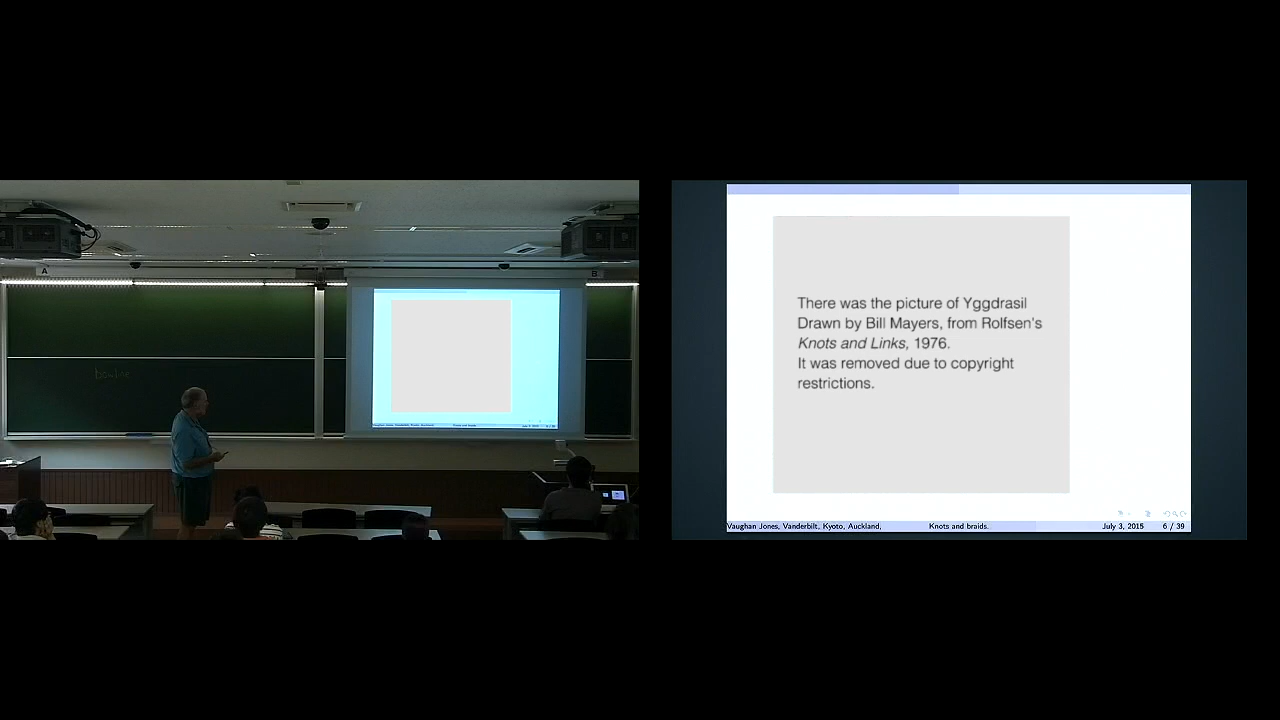 A
B
bowline
There was the picture of Yggdrasil
Drawn by Bill Mayers, from Rolfsen's
Knots and Links, 1976.
It was removed due to copyright
restrictions.
Vaughan Jones, Vanderbilt, Kyoto, Auckland, Knots and braids. July 3, 2015 6 / 39